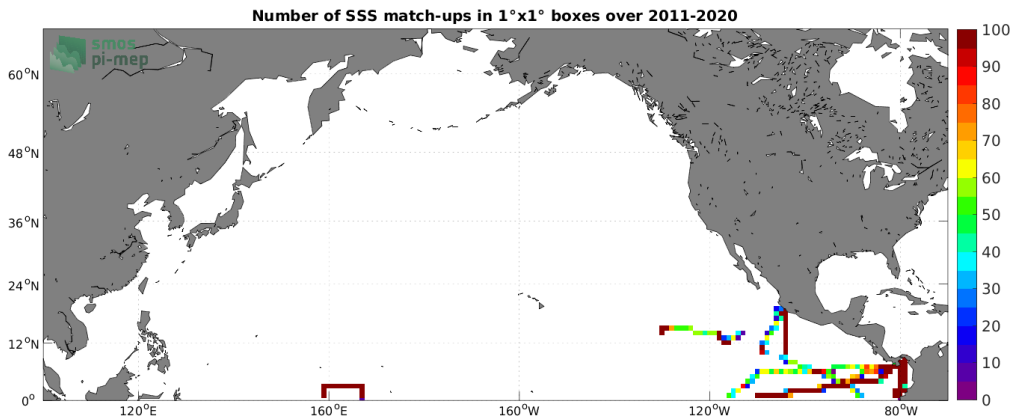 Number of SSS match-ups in 1°x1° boxes over 2011-2020
smos
pi-mep
60°N
48°N
36°N
24°N
12°N
0°
120°E
160°E
160°W
120°W
80°W
100
90
80
70
60
50
40
30
20
10
0